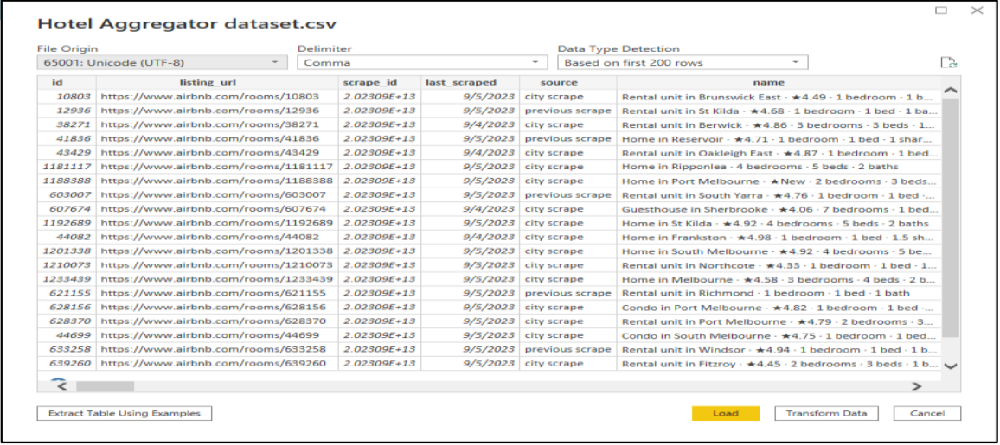 Hotel Aggregator dataset.csv
File Origin Delimiter Data Type Detection
65001: Unicode (UTF-8) Comma Based on first 200 rows
id listing_url scrape_id last_scraped source name
10803 https://www.airbnb.com/rooms/10803 2.02309E+13 9/5/2023 city scrape Rental unit in Brunswick East · ★4.49 · 1 bedroom · 1 b...
12936 https://www.airbnb.com/rooms/12936 2.02309E+13 9/5/2023 previous scrape Rental unit in St Kilda · ★4.68 · 1 bedroom · 1 bed · 1 ba...
38271 https://www.airbnb.com/rooms/38271 2.02309E+13 9/4/2023 city scrape Rental unit in Berwick · ★4.86 · 3 bedrooms · 3 beds · 1...
41836 https://www.airbnb.com/rooms/41836 2.02309E+13 9/5/2023 previous scrape Home in Reservoir · ★4.71 · 1 bedroom · 1 bed · 1 shar...
43429 https://www.airbnb.com/rooms/43429 2.02309E+13 9/4/2023 city scrape Rental unit in Oakleigh East · ★4.87 · 1 bedroom · 1 bed...
1181117 https://www.airbnb.com/rooms/1181117 2.02309E+13 9/5/2023 city scrape Home in Ripponlea · 4 bedrooms · 5 beds · 2 baths
1188388 https://www.airbnb.com/rooms/1188388 2.02309E+13 9/5/2023 city scrape Home in Port Melbourne · ★New · 2 bedrooms · 3 beds...
603007 https://www.airbnb.com/rooms/603007 2.02309E+13 9/5/2023 previous scrape Rental unit in South Yarra · ★4.76 · 1 bedroom · 1 bed ·...
607674 https://www.airbnb.com/rooms/607674 2.02309E+13 9/4/2023 city scrape Guesthouse in Sherbrooke · ★4.06 · 7 bedrooms · 1 bed...
1192689 https://www.airbnb.com/rooms/1192689 2.02309E+13 9/5/2023 city scrape Home in St Kilda · ★4.92 · 4 bedrooms · 5 beds · 2 baths
44082 https://www.airbnb.com/rooms/44082 2.02309E+13 9/4/2023 city scrape Home in Frankston · ★4.98 · 1 bedroom · 1 bed · 1.5 sh...
1201338 https://www.airbnb.com/rooms/1201338 2.02309E+13 9/5/2023 city scrape Home in South Melbourne · ★4.92 · 4 bedrooms · 5 be...
1210073 https://www.airbnb.com/rooms/1210073 2.02309E+13 9/5/2023 city scrape Rental unit in Northcote · ★4.33 · 1 bedroom · 1 bed · 1...
1233439 https://www.airbnb.com/rooms/1233439 2.02309E+13 9/5/2023 city scrape Home in Melbourne · ★4.58 · 3 bedrooms · 4 beds · 2 b...
621155 https://www.airbnb.com/rooms/621155 2.02309E+13 9/5/2023 previous scrape Rental unit in Richmond · 1 bedroom · 1 bed · 1 bath
628156 https://www.airbnb.com/rooms/628156 2.02309E+13 9/5/2023 city scrape Condo in Port Melbourne · ★4.82 · 1 bedroom · 1 bed ·...
628370 https://www.airbnb.com/rooms/628370 2.02309E+13 9/5/2023 city scrape Rental unit in Port Melbourne · ★4.79 · 2 bedrooms · 3...
44699 https://www.airbnb.com/rooms/44699 2.02309E+13 9/5/2023 city scrape Condo in South Melbourne · ★4.75 · 1 bedroom · 1 bed...
633258 https://www.airbnb.com/rooms/633258 2.02309E+13 9/5/2023 previous scrape Rental unit in Windsor · ★4.94 · 1 bedroom · 1 bed · 1 b...
639260 https://www.airbnb.com/rooms/639260 2.02309E+13 9/5/2023 city scrape Rental unit in Fitzroy · ★4.45 · 2 bedrooms · 3 beds · 1 b...
Extract Table Using Examples Load Transform Data Cancel